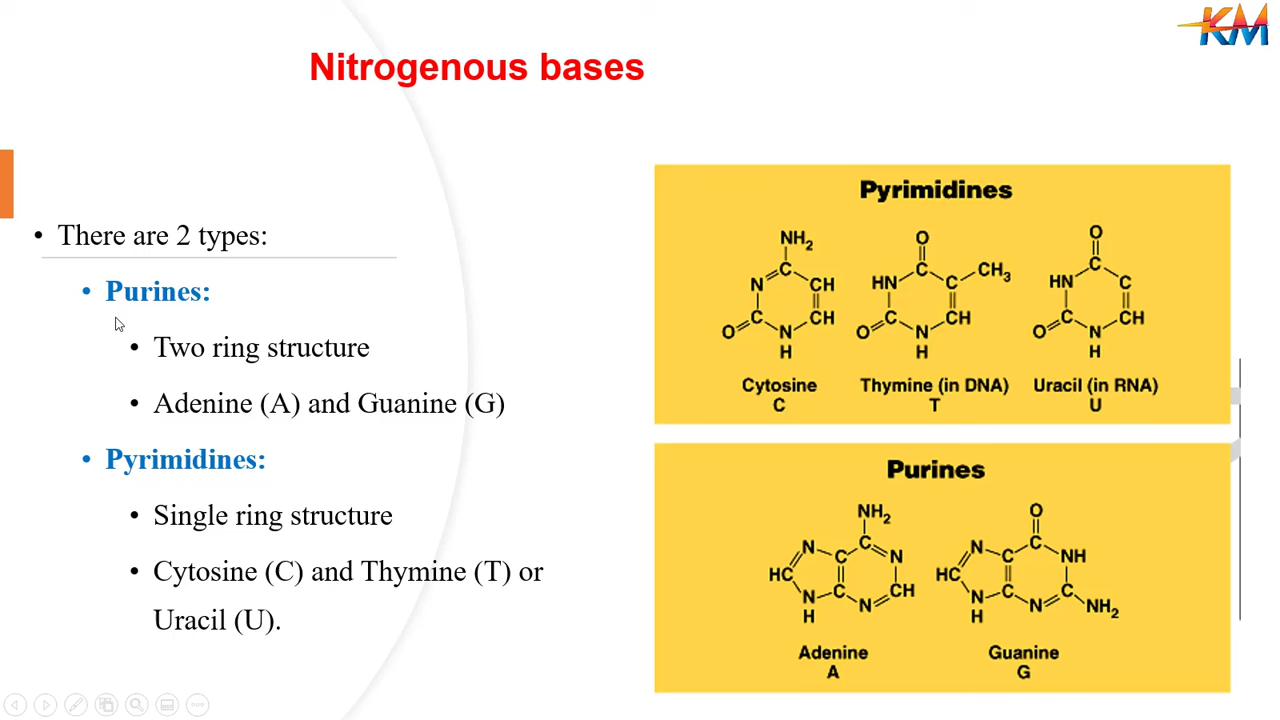 KM
Nitrogenous bases
• There are 2 types:
• Purines:
• Two ring structure
• Adenine (A) and Guanine (G)
• Pyrimidines:
• Single ring structure
• Cytosine (C) and Thymine (T) or
Uracil (U).
Pyrimidines
NH₂
C
N
CH
C
CH
O
N
H
Cytosine
C
O
C
CH₃
HN
C
C
CH
O
N
H
Thymine (in DNA)
T
O
C
HN
C
C
CH
O
N
H
Uracil (in RNA)
U
Purines
NH₂
N
C
C
N
HC
C
CH
N
N
H
Adenine
A
O
N
C
C
NH
HC
C
C
N
N
NH₂
H
Guanine
G